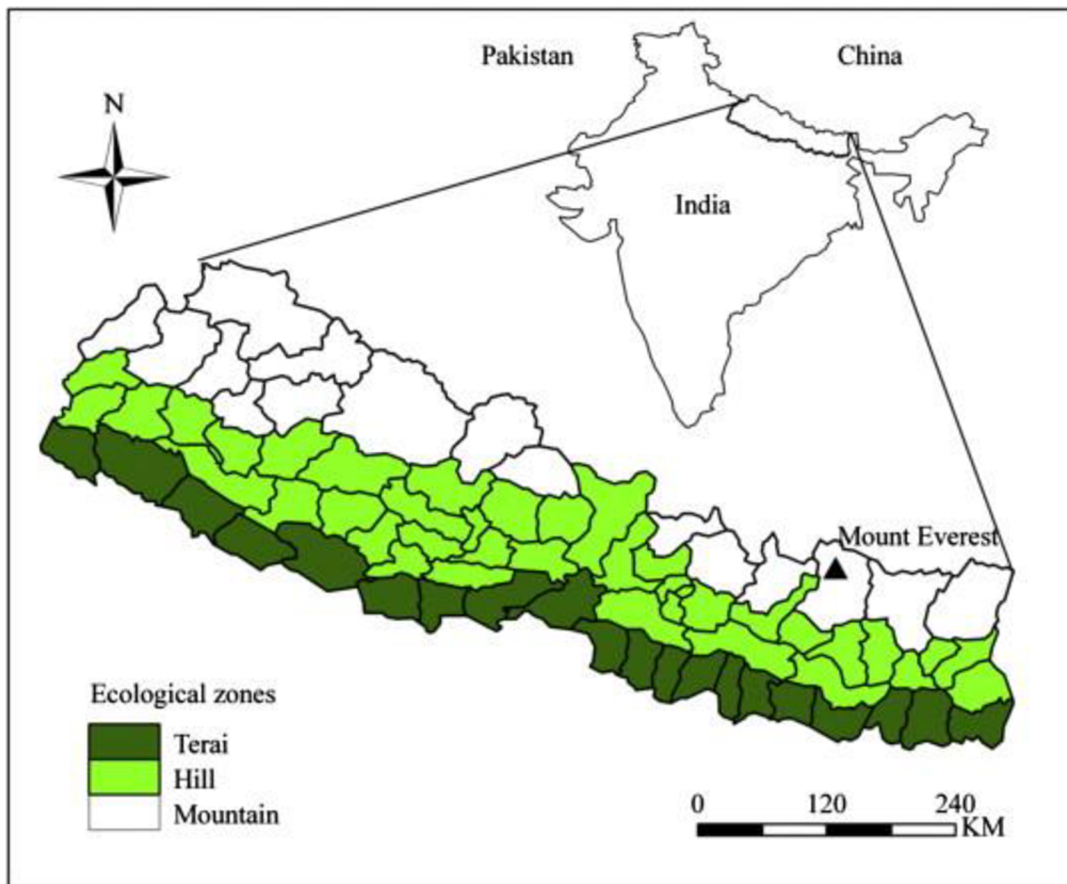 Pakistan
China
N
India
Mount Everest
Ecological zones
Terai
Hill
Mountain
0 120 240
KM